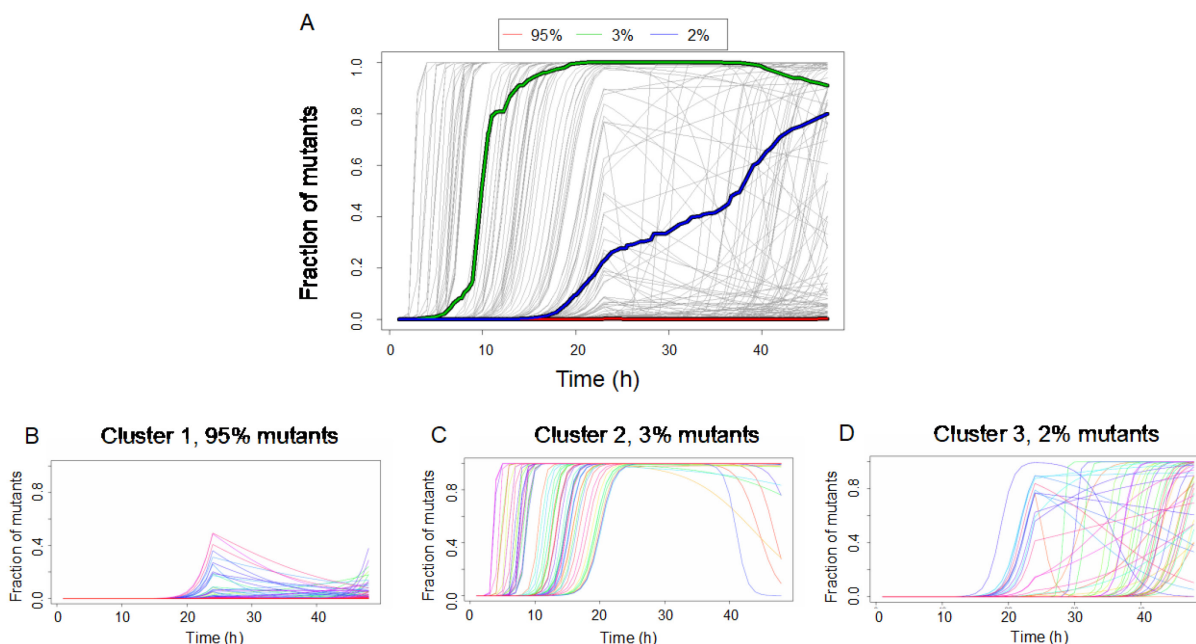 A
95% 3% 2%
Fraction of mutants
1.0
0.8
0.6
0.4
0.2
0.0
0 10 20 30 40
Time (h)
B
Cluster 1, 95% mutants
Fraction of mutants
0.8
0.4
0.0
0 10 20 30 40
Time (h)
C
Cluster 2, 3% mutants
Fraction of mutants
0.8
0.4
0.0
0 10 20 40
Time (h)
D
Cluster 3, 2% mutants
Fraction of mutants
0.8
0.4
0.0
0 10 20 30 40
Time (h)